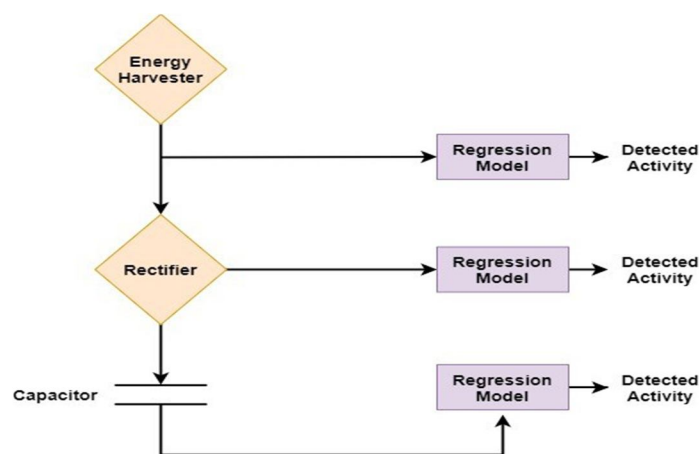 Energy
Harvester
Regression
Model
Detected
Activity
Rectifier
Regression
Model
Detected
Activity
Capacitor
Regression
Model
Detected
Activity